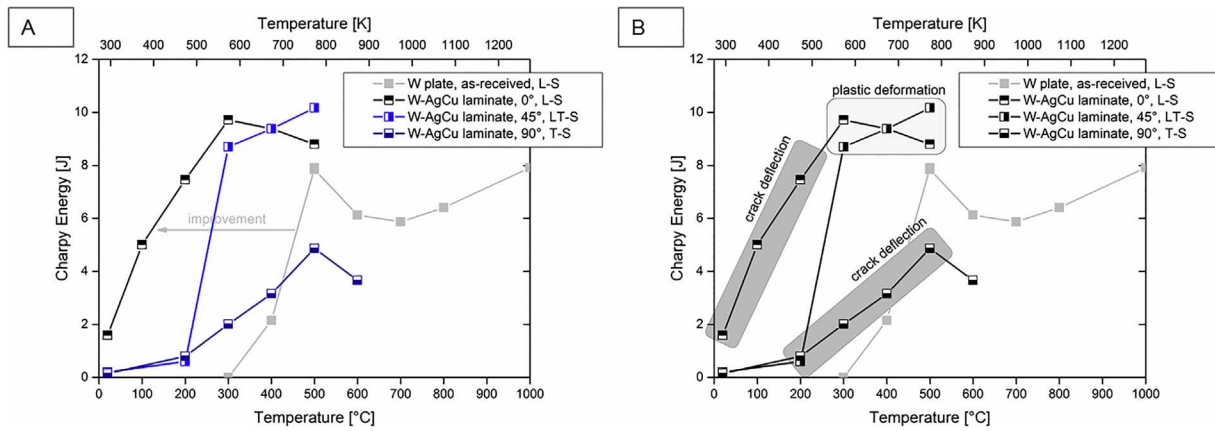 A
Temperature [K]
300 400 500 600 700 800 900 1000 1100 1200
12
10
8
6
4
2
0
Charpy Energy [J]
W plate, as-received, L-S
W-AgCu laminate, 0°, L-S
W-AgCu laminate, 45°, LT-S
W-AgCu laminate, 90°, T-S
improvement
0 100 200 300 400 500 600 700 800 900 1000
Temperature [°C]
B
Temperature [K]
300 400 500 600 700 800 900 1000 1100 1200
12
10
8
6
4
2
0
Charpy Energy [J]
W plate, as-received, L-S
W-AgCu laminate, 0°, L-S
W-AgCu laminate, 45°, LT-S
W-AgCu laminate, 90°, T-S
plastic deformation
crack deflection
crack deflection
0 100 200 300 400 500 600 700 800 900 1000
Temperature [°C]